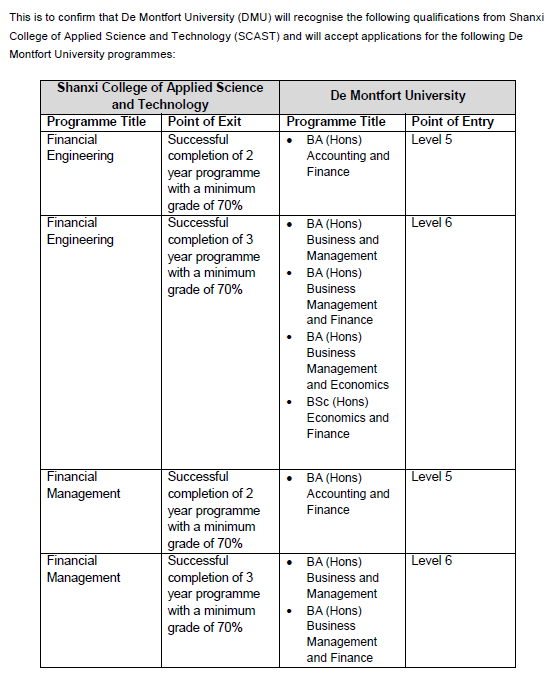 This is to confirm that De Montfort University (DMU) will recognise the following qualifications from Shanxi
College of Applied Science and Technology (SCAST) and will accept applications for the following De
Montfort University programmes:
Shanxi College of Applied Science
and Technology
De Montfort University
Programme Title
Point of Exit
Programme Title
Point of Entry
Financial
Engineering
Successful
completion of 2
year programme
with a minimum
grade of 70%
• BA (Hons)
Accounting and
Finance
Level 5
Financial
Engineering
Successful
completion of 3
year programme
with a minimum
grade of 70%
• BA (Hons)
Business and
Management
• BA (Hons)
Business
Management
and Finance
• BA (Hons)
Business
Management
and Economics
• BSc (Hons)
Economics and
Finance
Level 6
Financial
Management
Successful
completion of 2
year programme
with a minimum
grade of 70%
• BA (Hons)
Accounting and
Finance
Level 5
Financial
Management
Successful
completion of 3
year programme
with a minimum
grade of 70%
• BA (Hons)
Business and
Management
• BA (Hons)
Business
Management
and Finance
Level 6